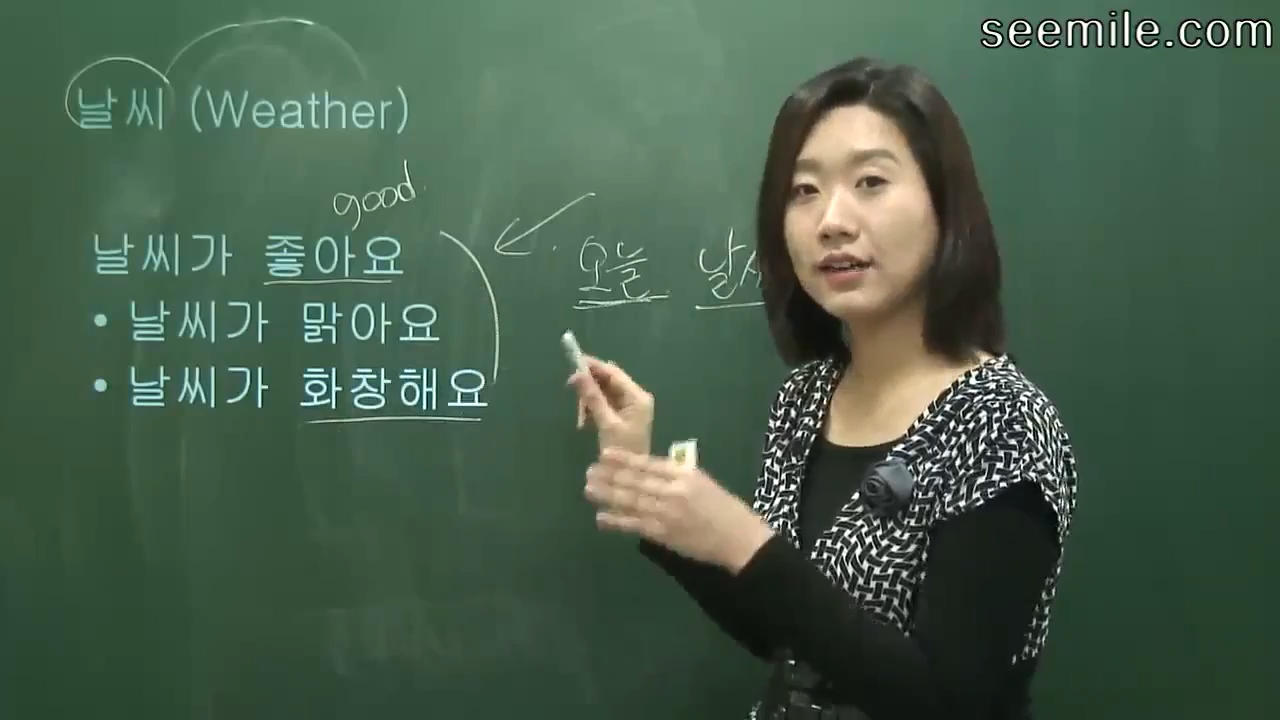 seemile.com
날씨 (Weather)
good.
날씨가 좋아요
• 날씨가 맑아요
• 날씨가 화창해요
오늘